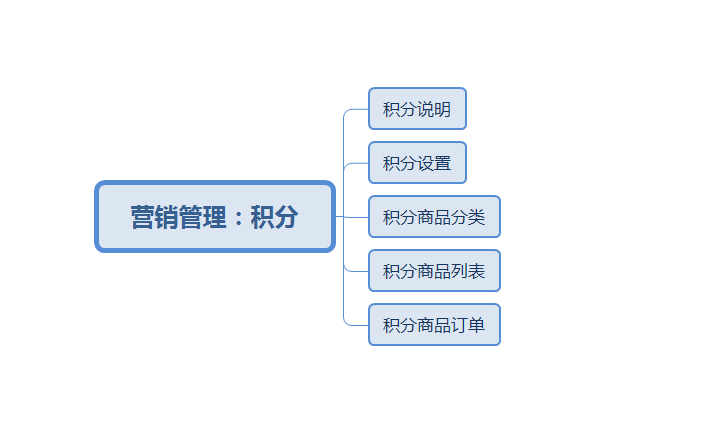 营销管理：积分
积分说明
积分设置
积分商品分类
积分商品列表
积分商品订单